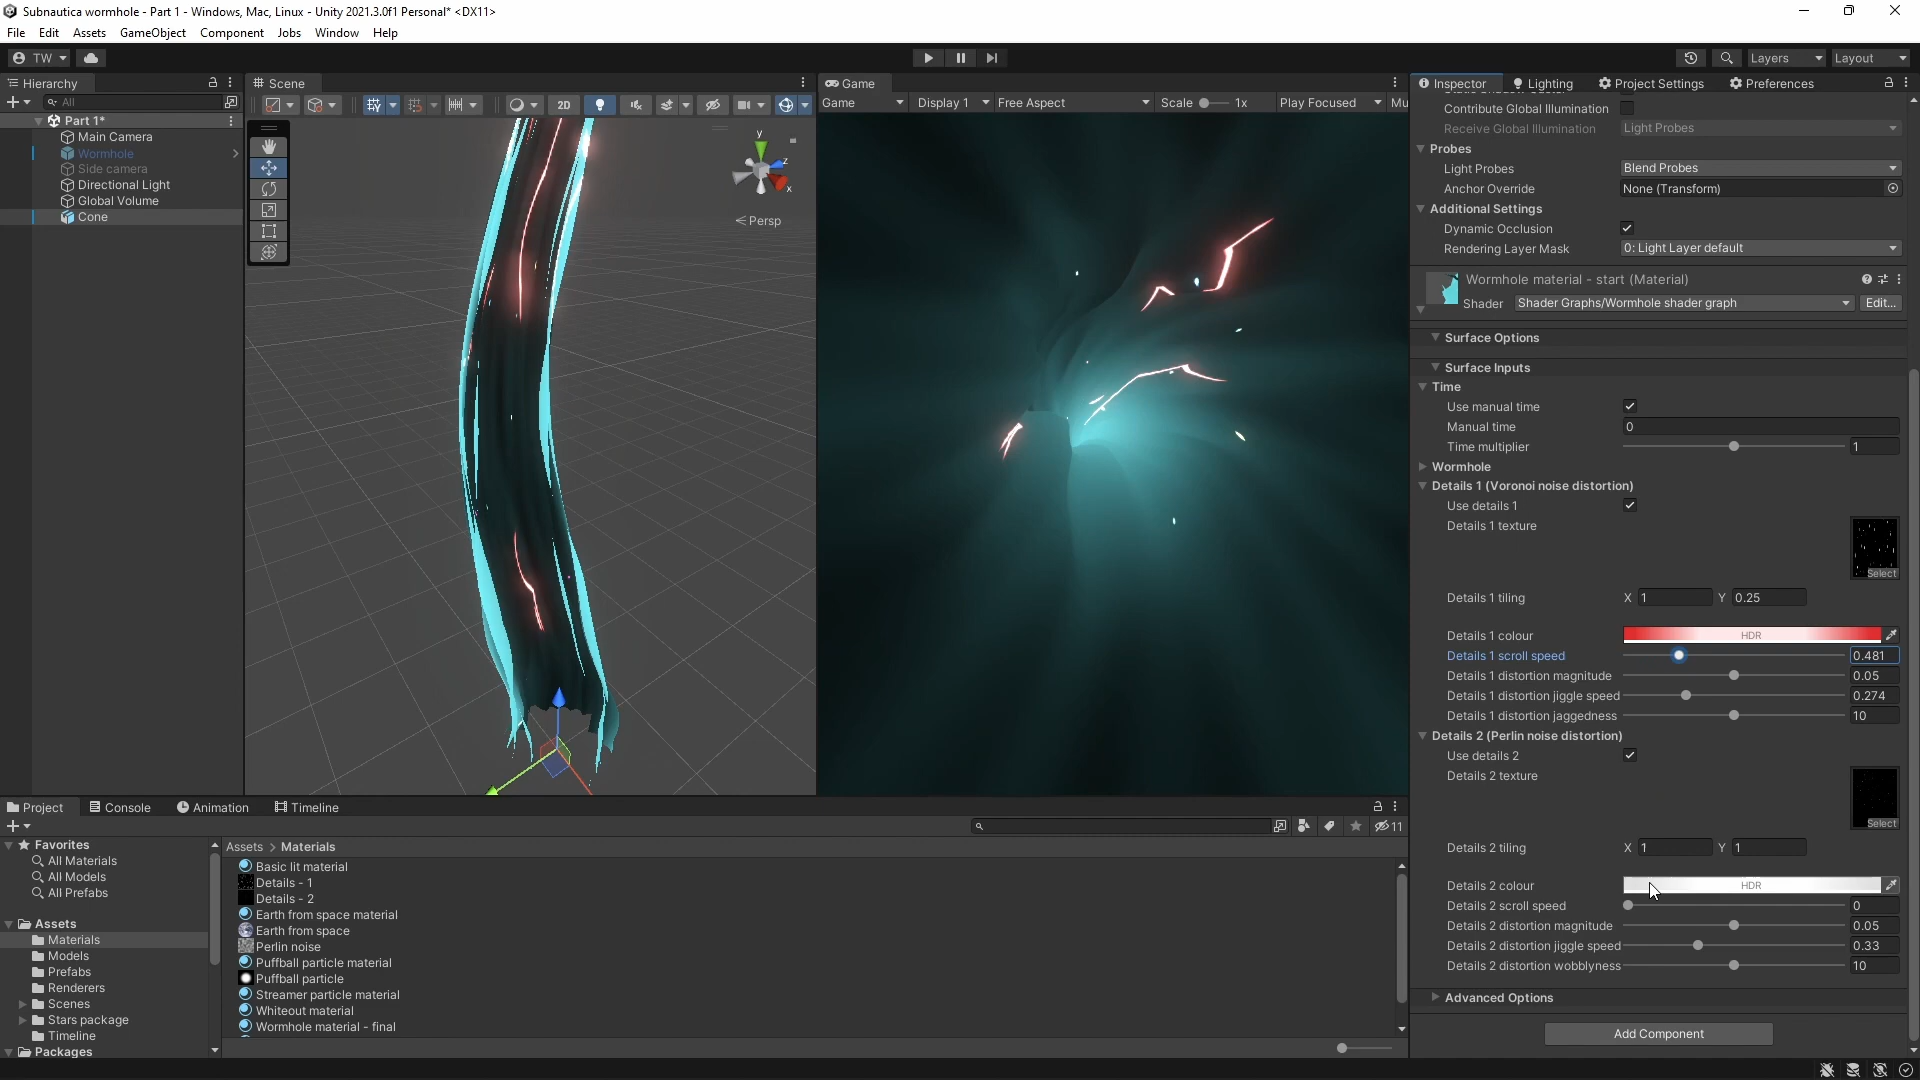 Subnautica wormhole - Part 1 - Windows, Mac, Linux - Unity 2021.3.0f1 Personal* <DX11>
File Edit Assets GameObject Component Jobs Window Help
TW Layers Layout
Hierarchy
All
Part 1*
Main Camera
Wormhole
Side camera
Directional Light
Global Volume
Cone
Scene
2D
y
z
x
Persp
Game
Game Display 1 Free Aspect Scale 1x Play Focused Mu
Inspector Lighting Project Settings Preferences
Contribute Global Illumination
Receive Global Illumination Light Probes
Probes
Light Probes Blend Probes
Anchor Override None (Transform)
Additional Settings
Dynamic Occlusion
Rendering Layer Mask 0: Light Layer default
Wormhole material - start (Material)
Shader Shader Graphs/Wormhole shader graph Edit...
Surface Options
Surface Inputs
Time
Use manual time
Manual time 0
Time multiplier 1
Wormhole
Details 1 (Voronoi noise distortion)
Use details 1
Details 1 texture
Select
Details 1 tiling X 1 Y 0.25
Details 1 colour HDR
Details 1 scroll speed 0.481
Details 1 distortion magnitude 0.05
Details 1 distortion jiggle speed 0.274
Details 1 distortion jaggedness 10
Details 2 (Perlin noise distortion)
Use details 2
Details 2 texture
Select
Details 2 tiling X 1 Y 1
Details 2 colour HDR
Details 2 scroll speed 0
Details 2 distortion magnitude 0.05
Details 2 distortion jiggle speed 0.33
Details 2 distortion wobblyness 10
Advanced Options
Add Component
Project Console Animation Timeline
11
Favorites
All Materials
All Models
All Prefabs
Assets
Materials
Models
Prefabs
Renderers
Scenes
Stars package
Timeline
Packages
Assets > Materials
Basic lit material
Details - 1
Details - 2
Earth from space material
Earth from space
Perlin noise
Puffball particle material
Puffball particle
Streamer particle material
Whiteout material
Wormhole material - final